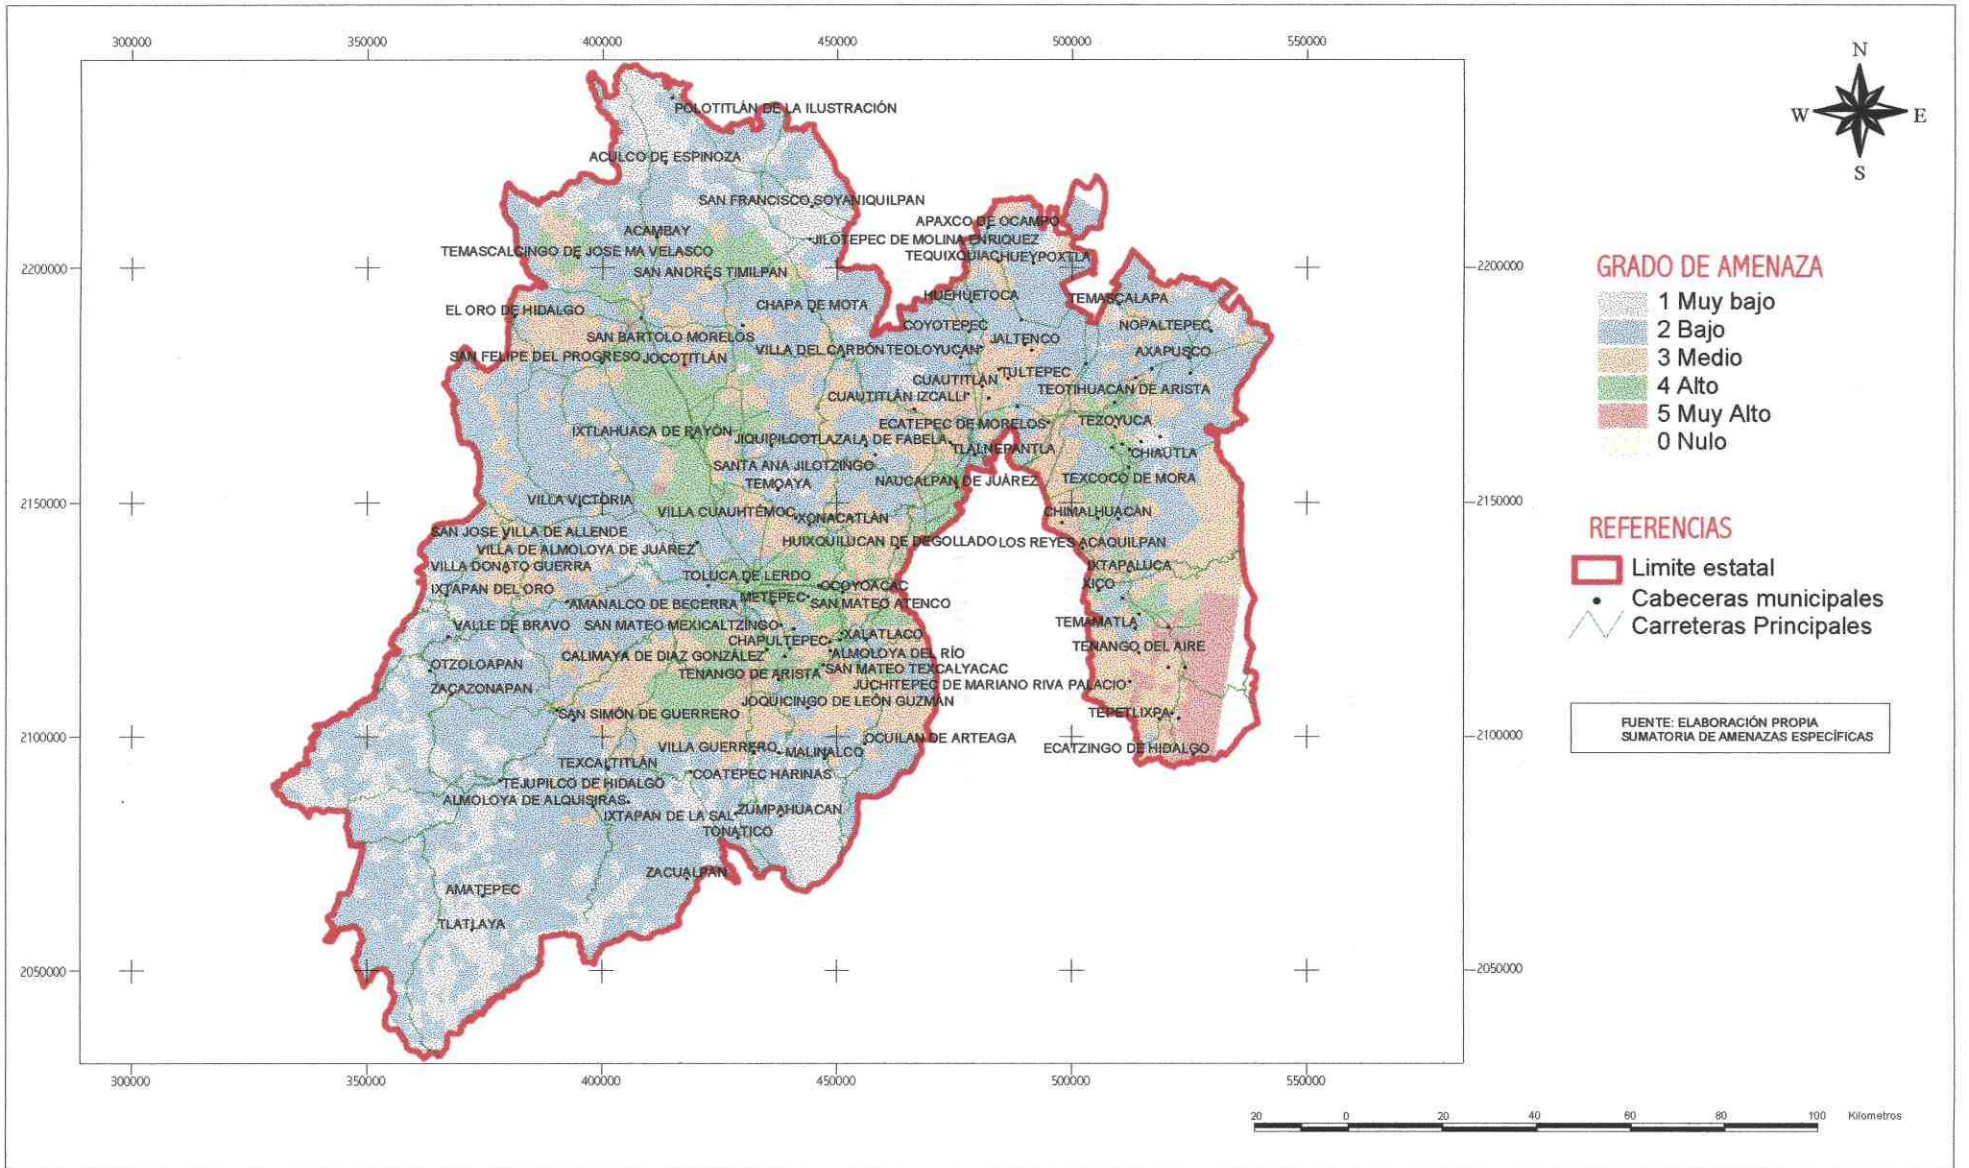 300000 350000 400000 450000 500000 550000
N
W E
S
POLOTITLÁN DE LA ILUSTRACIÓN
ACULCO DE ESPINOZA
SAN FRANCISCO SOYANIQUILPAN
APAXCO DE OCAMPO
ACAMBAY
JILOTEPEC DE MOLINA ENRIQUEZ
TEMASCALCINGO DE JOSE MA VELASCO
TEQUIXQUIAC HUEYPOXTLA
2200000 2200000
SAN ANDRÉS TIMILPAN
HUEHUETOCA
TEMASCALAPA
CHAPA DE MOTA
EL ORO DE HIDALGO
COYOTEPEC
NOPALTEPEC
SAN BARTOLO MORELOS
JALTENCO
VILLA DEL CARBÓN TEOLOYUCAN
AXAPUSCO
SAN FELIPE DEL PROGRESO JOCOTITLÁN
TULTEPEC
CUAUTITLÁN
TEOTIHUACÁN DE ARISTA
CUAUTITLÁN IZCALLI
ECATEPEC DE MORELOS TEZOYUCA
IXTLAHUACA DE RAYÓN JIQUIPILCO TLAZALA DE FABELA
TLALNEPANTLA
CHIAUTLA
SANTA ANA JILOTZINGO
TEMOAYA
NAUCALPAN DE JUÁREZ
TEXCOCO DE MORA
VILLA VICTORIA
2150000 2150000
VILLA CUAUHTÉMOC XONACATLÁN
CHIMALHUACÁN
SAN JOSE VILLA DE ALLENDE
HUIXQUILUCAN DE DEGOLLADO LOS REYES ACAQUILPAN
VILLA DE ALMOLOYA DE JUÁREZ
VILLA DONATO GUERRA
IXTAPALUCA
TOLUCA DE LERDO
XICO
IXTAPAN DEL ORO
OCOYOACAC
METEPEC
AMANALCO DE BECERRA
SAN MATEO ATENCO
VALLE DE BRAVO
SAN MATEO MEXICALTZINGO
TEMAMATLA
CHAPULTEPEC XALATLACO
TENANGO DEL AIRE
CALIMAYA DE DIAZ GONZÁLEZ
ALMOLOYA DEL RÍO
OTZOLOAPAN
SAN MATEO TEXCALYACAC
TENANGO DE ARISTA
ZACAZONAPAN
JUCHITEPEC DE MARIANO RIVA PALACIO
JOQUICINGO DE LEÓN GUZMÁN
SAN SIMÓN DE GUERRERO
TEPETLIXPA
2100000 2100000
OCUILAN DE ARTEAGA
VILLA GUERRERO MALINALCO
ECATZINGO DE HIDALGO
TEXCALTITLÁN
COATEPEC HARINAS
TEJUPILCO DE HIDALGO
ALMOLOYA DE ALQUISIRAS
ZUMPAHUACAN
IXTAPAN DE LA SAL
TONATICO
ZACUALPAN
AMATEPEC
TLATLAYA
2050000 2050000
300000 350000 400000 450000 500000 550000
GRADO DE AMENAZA
1 Muy bajo
2 Bajo
3 Medio
4 Alto
5 Muy Alto
0 Nulo
REFERENCIAS
Limite estatal
Cabeceras municipales
Carreteras Principales
FUENTE: ELABORACIÓN PROPIA
SUMATORIA DE AMENAZAS ESPECÍFICAS
20 0 20 40 60 80 100 Kilometros